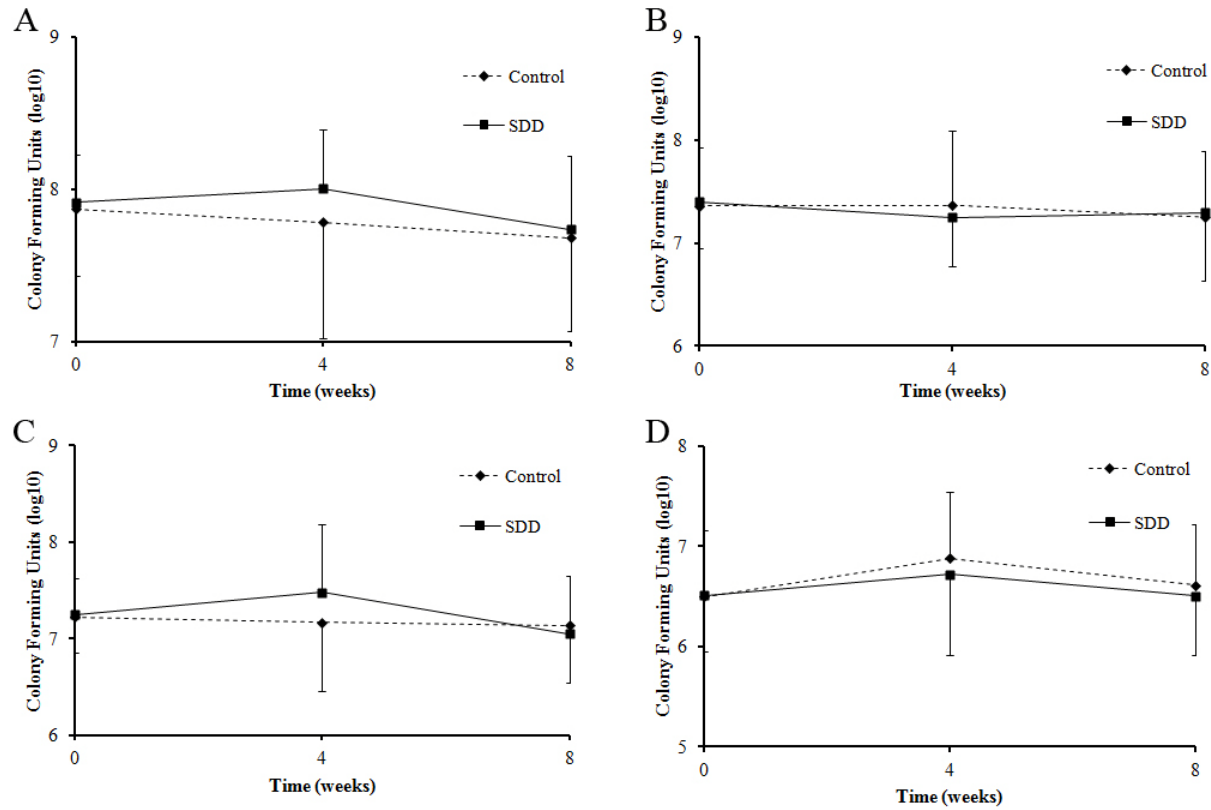 A
9
8
7
Colony Forming Units (log10)
Control
SDD
0
4
8
Time (weeks)
B
9
8
7
6
Colony Forming Units (log10)
Control
SDD
0
4
8
Time (weeks)
C
9
8
7
6
Colony Forming Units (log10)
Control
SDD
0
4
8
Time (weeks)
D
8
7
6
5
Colony Forming Units (log10)
Control
SDD
0
4
8
Time (weeks)